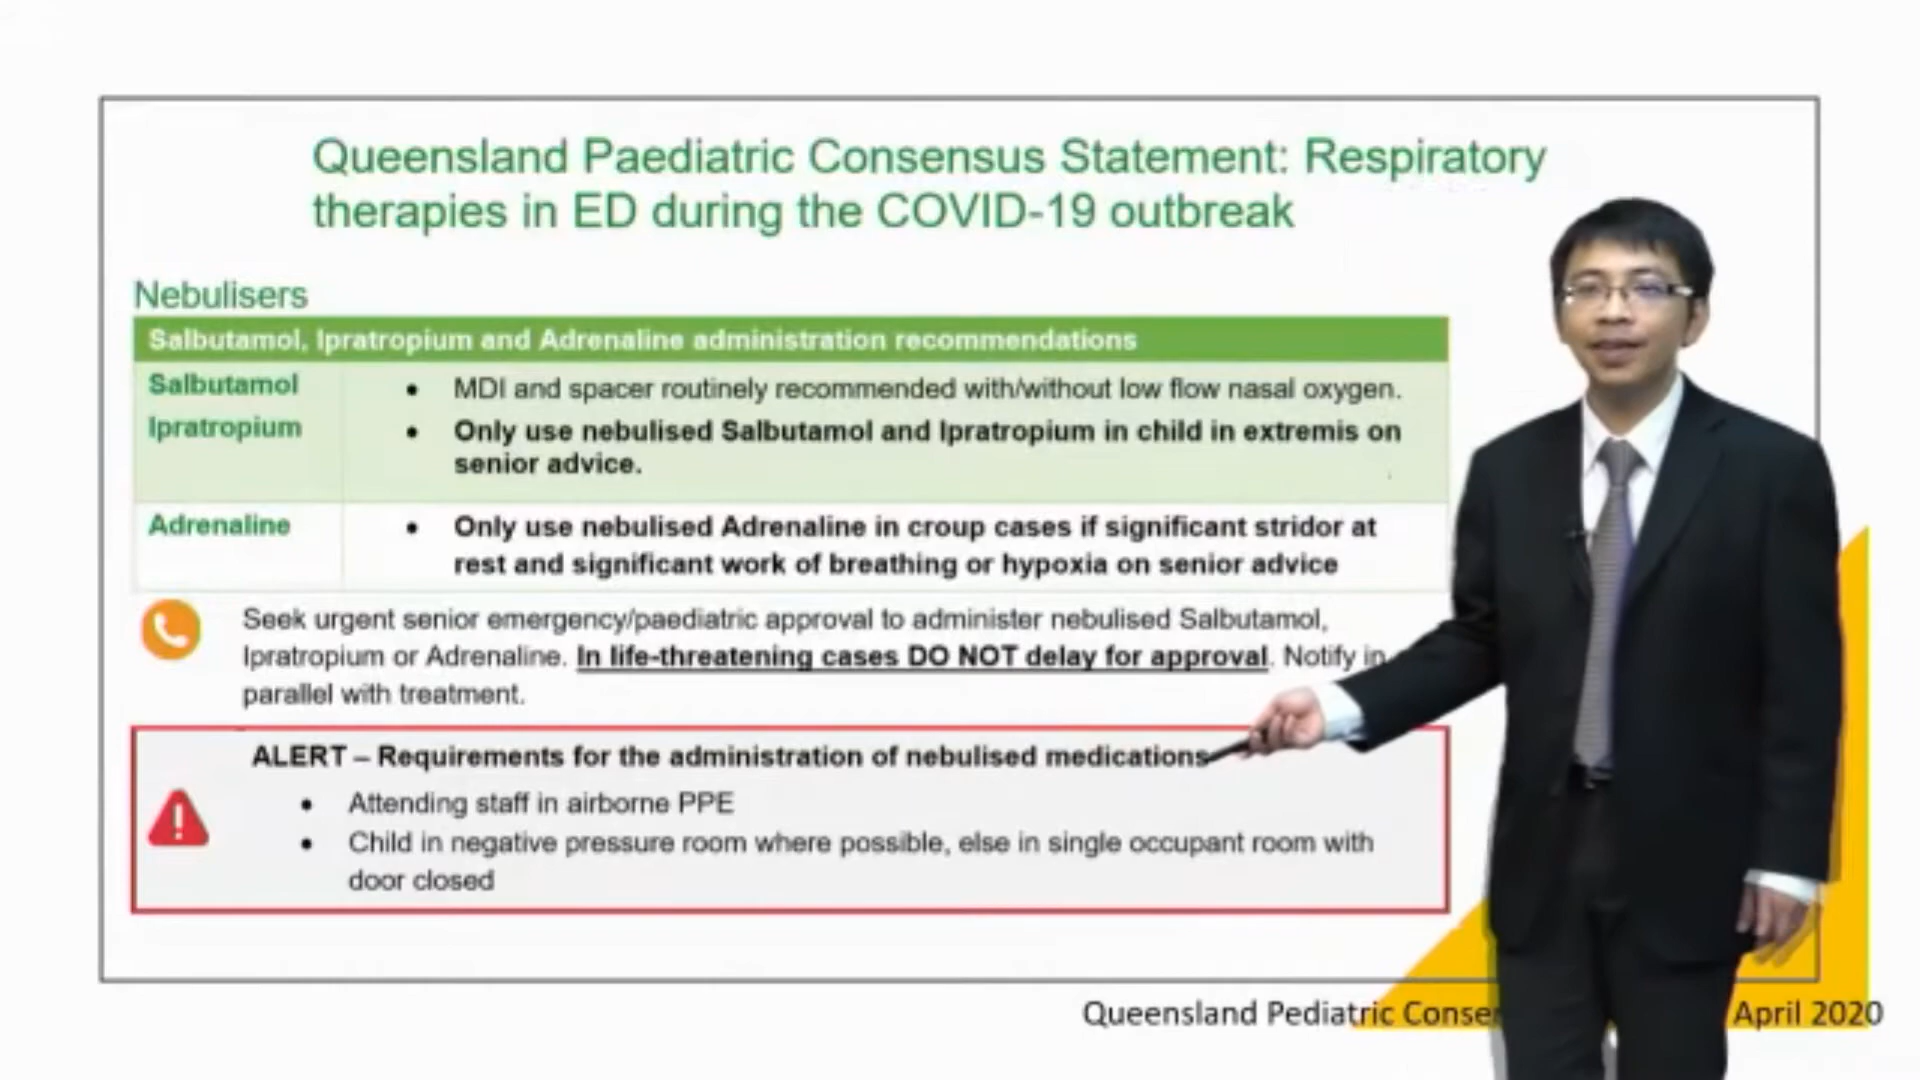 Queensland Paediatric Consensus Statement: Respiratory
therapies in ED during the COVID-19 outbreak
Nebulisers
Salbutamol, Ipratropium and Adrenaline administration recommendations
Salbutamol
Ipratropium
• MDI and spacer routinely recommended with/without low flow nasal oxygen.
• Only use nebulised Salbutamol and Ipratropium in child in extremis on
senior advice.
Adrenaline
• Only use nebulised Adrenaline in croup cases if significant stridor at
rest and significant work of breathing or hypoxia on senior advice
Seek urgent senior emergency/paediatric approval to administer nebulised Salbutamol,
Ipratropium or Adrenaline. In life-threatening cases DO NOT delay for approval. Notify in
parallel with treatment.
ALERT – Requirements for the administration of nebulised medications
• Attending staff in airborne PPE
• Child in negative pressure room where possible, else in single occupant room with
door closed
Queensland Pediatric April 2020